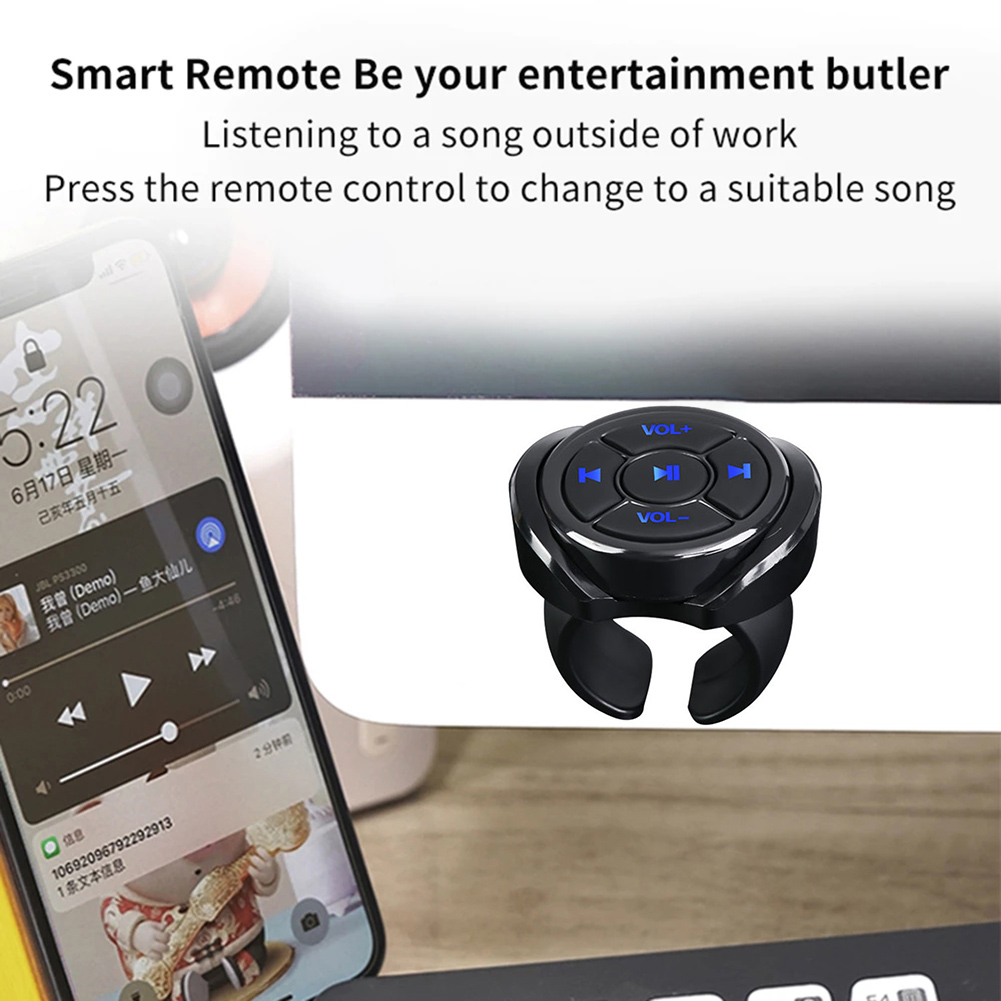 Smart Remote Be your entertainment butler
Listening to a song outside of work
Press the remote control to change to a suitable song
5:22
6月17日 星期一
己亥年五月十五
JBL PS3300
我曾 (Demo)
我曾 (Demo) — 鱼大仙儿
0:00
-4:46
2 分钟前
信息
10692096792292913
1 条文本信息
VOL+
VOL-
F4